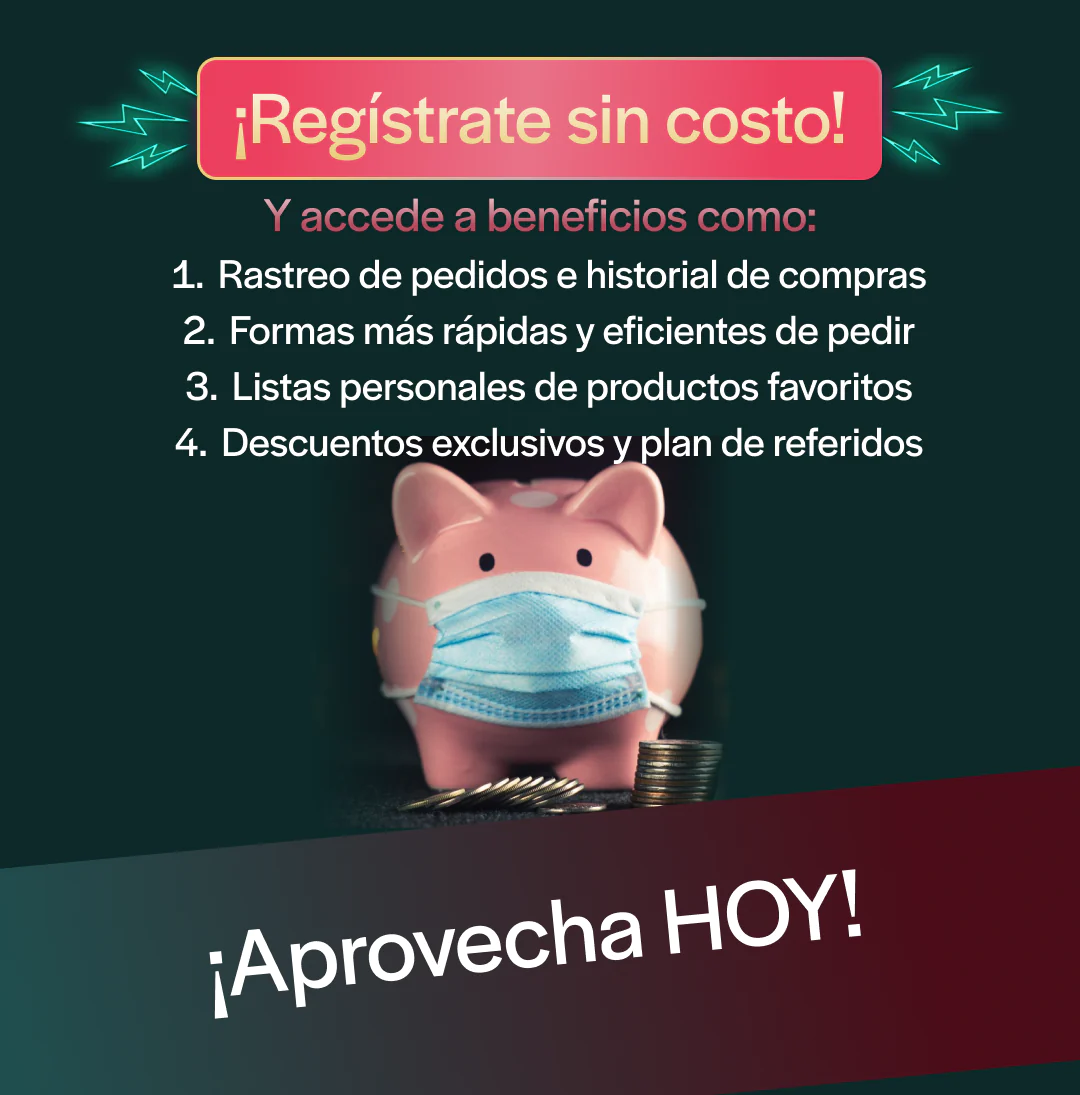 ¡Regístrate sin costo!
Y accede a beneficios como:
1. Rastreo de pedidos e historial de compras
2. Formas más rápidas y eficientes de pedir
3. Listas personales de productos favoritos
4. Descuentos exclusivos y plan de referidos
¡Aprovecha HOY!